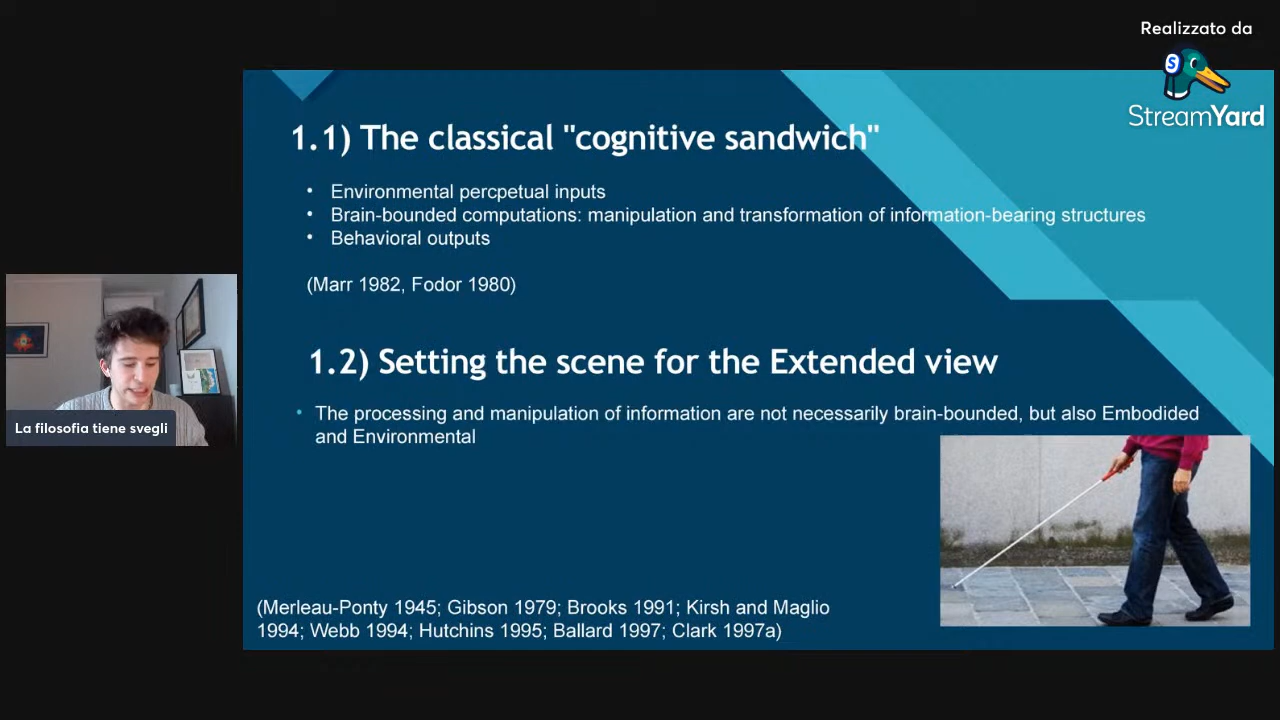 Realizzato da
StreamYard
1.1) The classical "cognitive sandwich"
• Environmental percpetual inputs
• Brain-bounded computations: manipulation and transformation of information-bearing structures
• Behavioral outputs
(Marr 1982, Fodor 1980)
1.2) Setting the scene for the Extended view
• The processing and manipulation of information are not necessarily brain-bounded, but also Embodided
and Environmental
La filosofia tiene svegli
(Merleau-Ponty 1945; Gibson 1979; Brooks 1991; Kirsh and Maglio
1994; Webb 1994; Hutchins 1995; Ballard 1997; Clark 1997a)